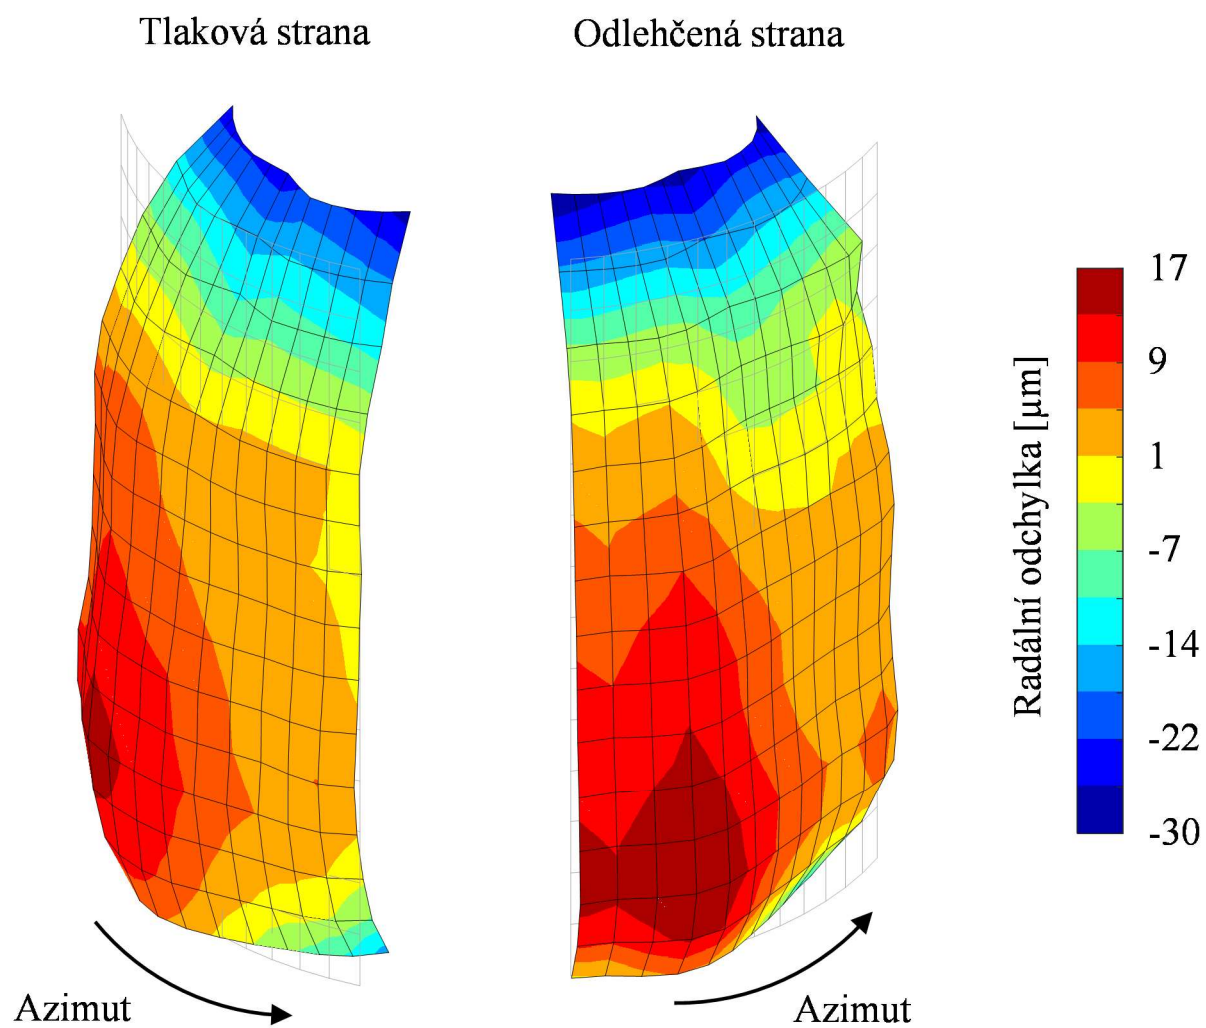 Tlaková strana
Odlehčená strana
Radální odchylka [μm]
17
9
1
-7
-14
-22
-30
Azimut
Azimut